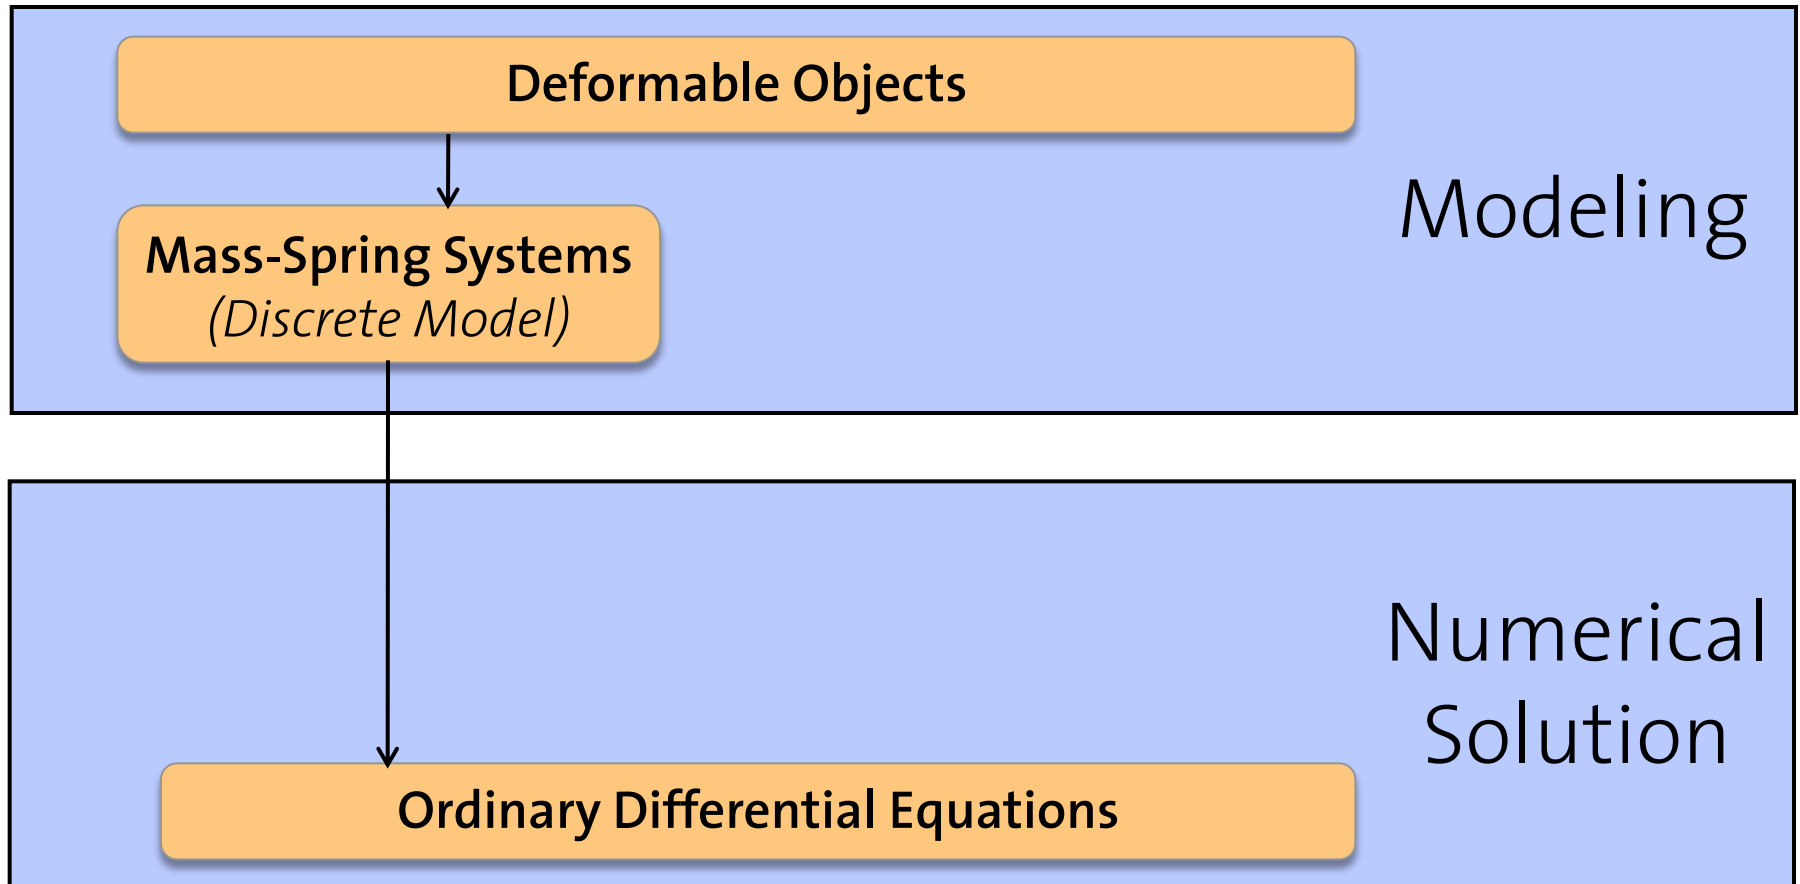 Deformable Objects
Mass-Spring Systems
(Discrete Model)
Modeling
Numerical
Solution
Ordinary Differential Equations